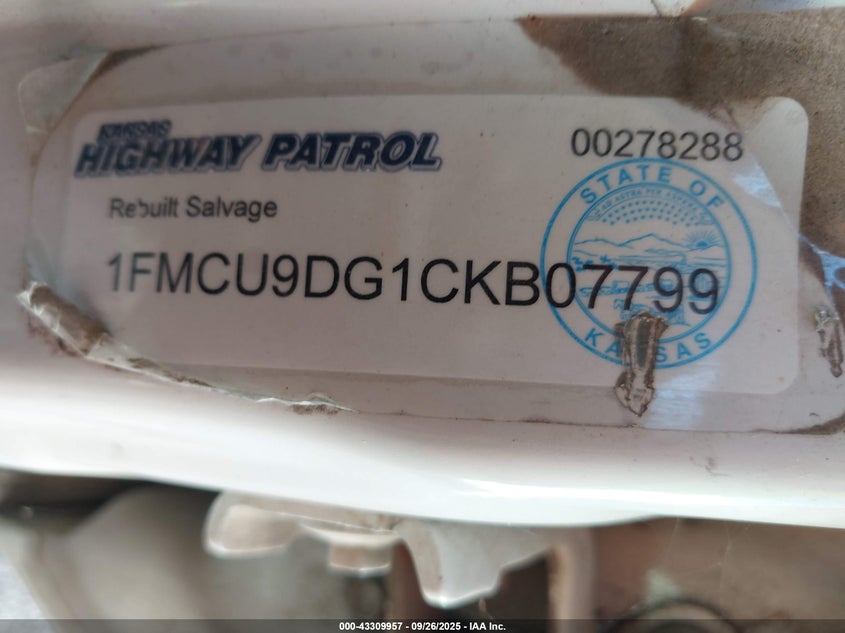 KANSAS
HIGHWAY PATROL
00278288
Rebuilt Salvage
STATE OF
1FMCU9DG1CKB07799
KANSAS
000-43309957 - 09/26/2025 - IAA Inc.